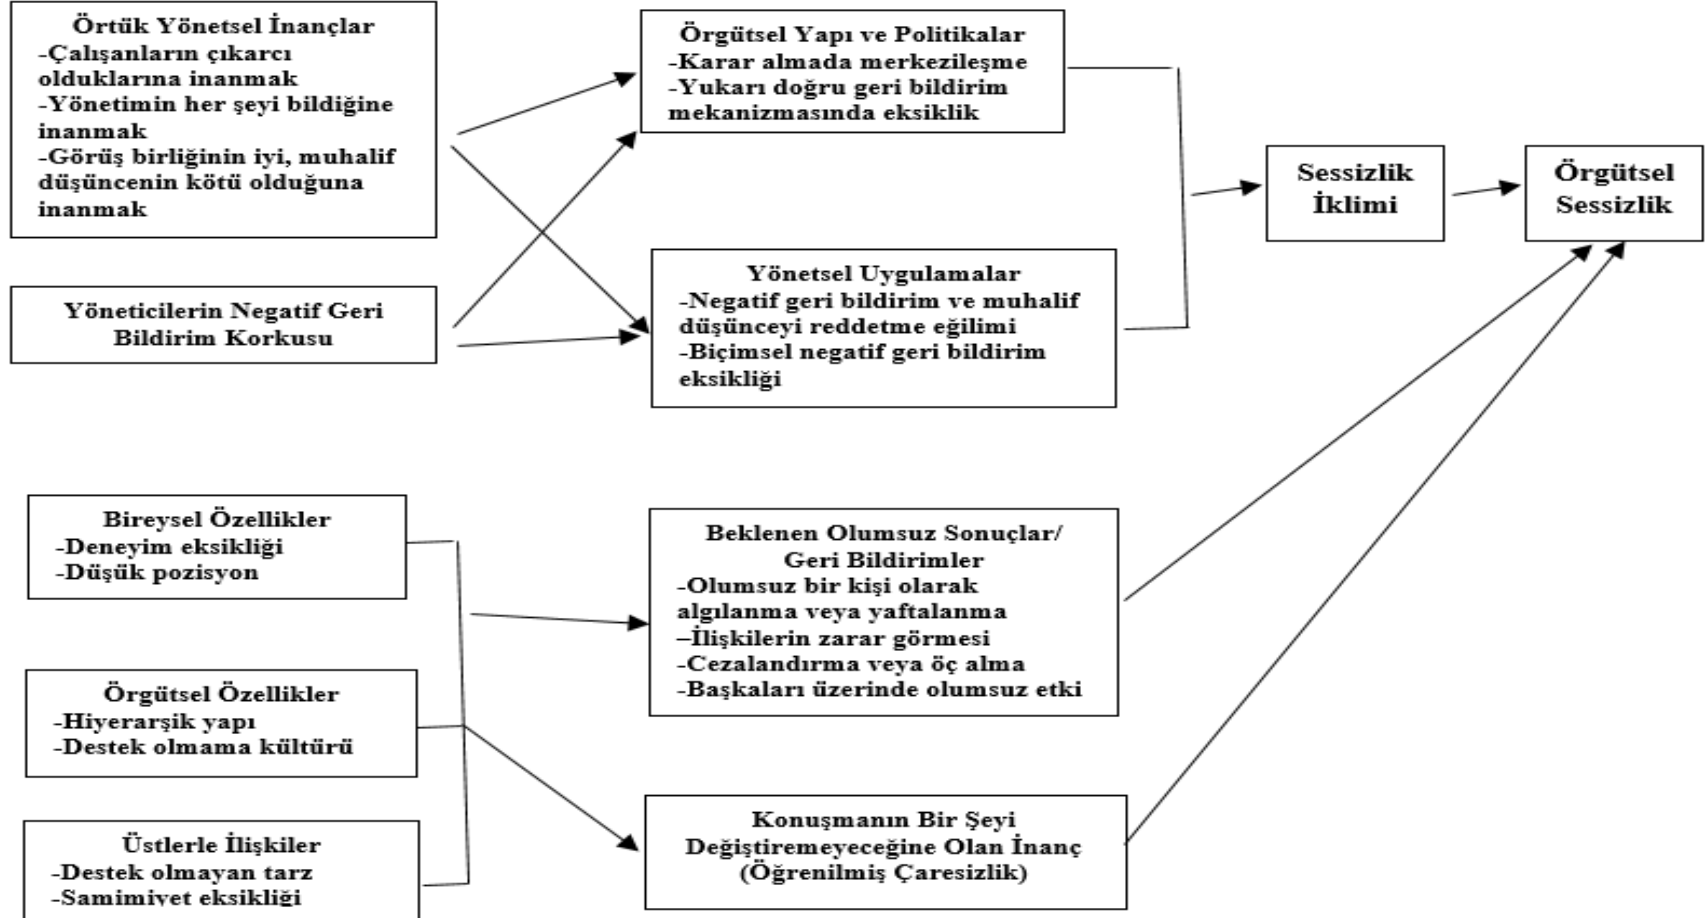 Örtük Yönetsel İnançlar
-Çalışanların çıkarcı
olduklarına inanmak
-Yönetimin her şeyi bildiğine
inanmak
-Görüş birliğinin iyi, muhalif
düşüncenin kötü olduğuna
inanmak
Yöneticilerin Negatif Geri
Bildirim Korkusu
Örgütsel Yapı ve Politikalar
-Karar almada merkezileşme
-Yukarı doğru geri bildirim
mekanizmasında eksiklik
Yönetsel Uygulamalar
-Negatif geri bildirim ve muhalif
düşünceyi reddetme eğilimi
-Biçimsel negatif geri bildirim
eksikliği
Sessizlik
İklimi
Örgütsel
Sessizlik
Bireysel Özellikler
-Deneyim eksikliği
-Düşük pozisyon
Örgütsel Özellikler
-Hiyerarşik yapı
-Destek olmama kültürü
Üstlerle İlişkiler
-Destek olmayan tarz
-Samimiyet eksikliği
Beklenen Olumsuz Sonuçlar/
Geri Bildirimler
-Olumsuz bir kişi olarak
algılanma veya yaftalanma
–İlişkilerin zarar görmesi
-Cezalandırma veya öç alma
-Başkaları üzerinde olumsuz etki
Konuşmanın Bir Şeyi
Değiştiremeyeceğine Olan İnanç
(Öğrenilmiş Çaresizlik)